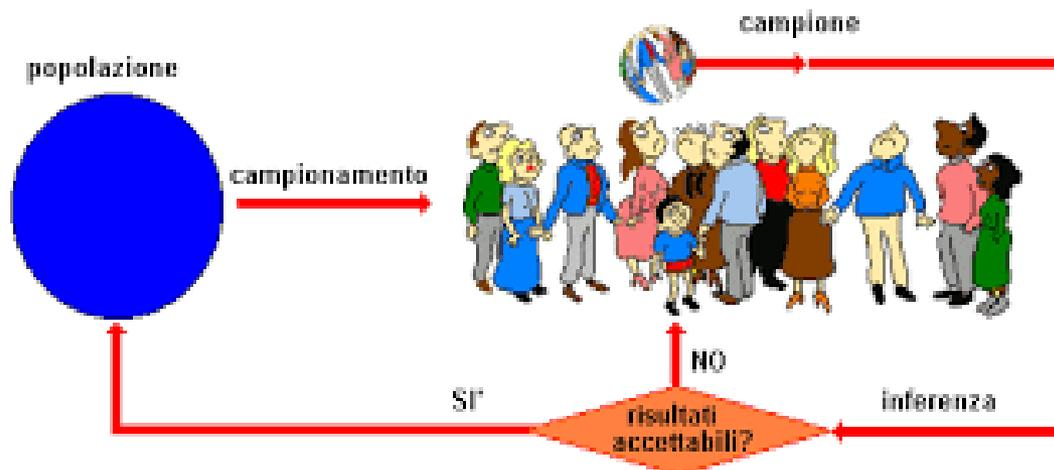 campione
popolazione
campionamento
NO
SI'
inferenza
risultati
accettabili?